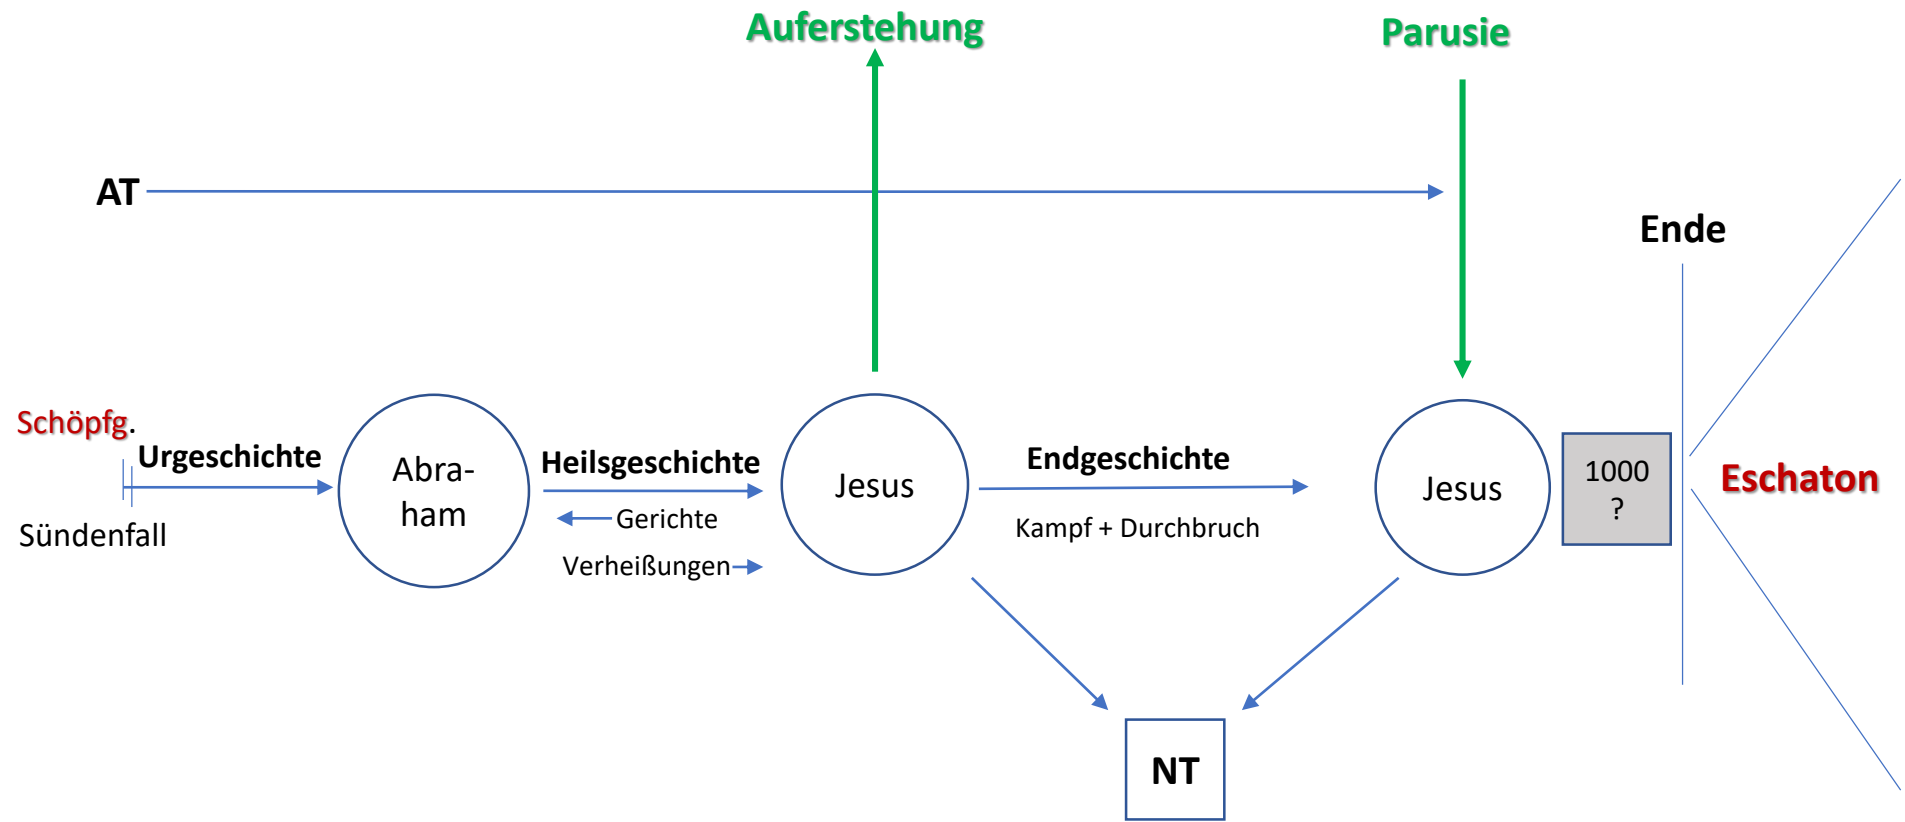 Auferstehung
Parusie
AT
Ende
Schöpfg.
Urgeschichte
Sündenfall
Abra-
ham
Heilsgeschichte
Gerichte
Verheißungen
Jesus
Endgeschichte
Kampf + Durchbruch
Jesus
1000
?
Eschaton
NT